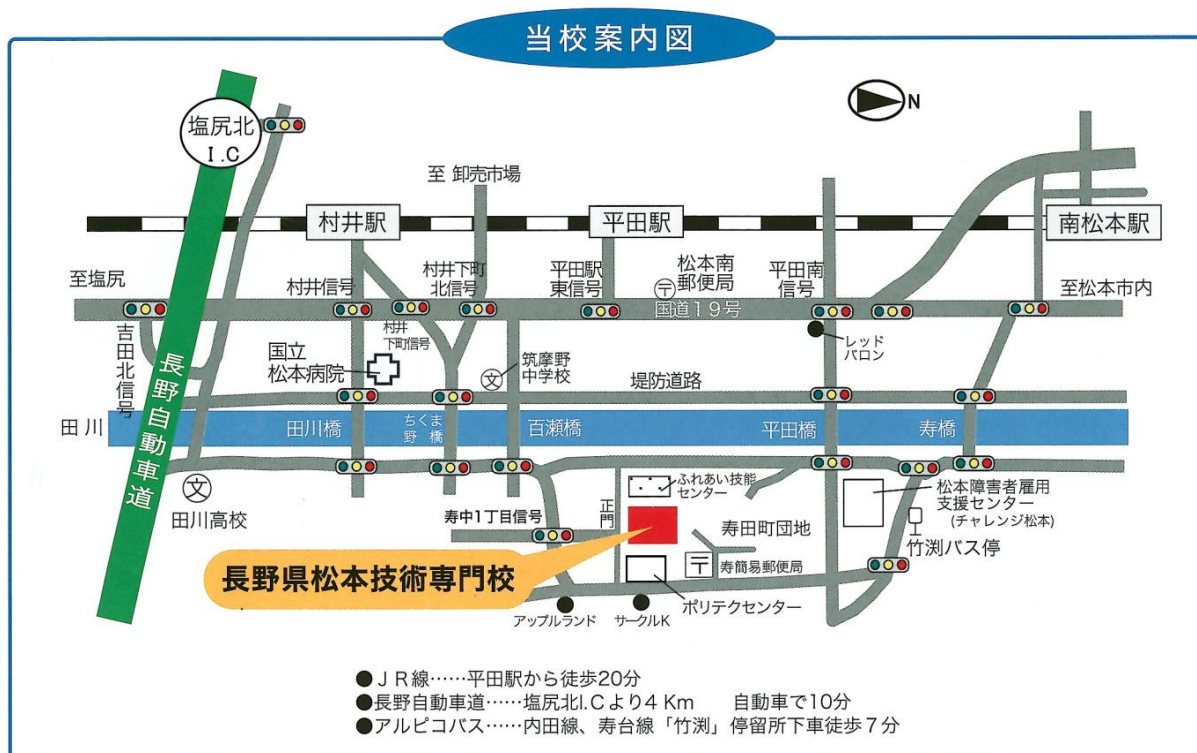 当校案内図
塩尻北
I.C
N
至 卸売市場
村井駅
平田駅
南松本駅
至塩尻
村井信号
村井下町
北信号
平田駅
東信号
松本南
郵便局
〒
国道19号
平田南
信号
至松本市内
吉田北信号
長野自動車道
村井
下町信号
国立
松本病院
文
筑摩野
中学校
レッド
バロン
堤防道路
田川
田川橋
ちくま
野橋
百瀬橋
平田橋
寿橋
文
田川高校
正門
ふれあい技能
センター
松本障害者雇用
支援センター
(チャレンジ松本)
寿中1丁目信号
寿田町団地
竹渕バス停
長野県松本技術専門校
〒
寿簡易郵便局
ポリテクセンター
アップルランド
サークルK
●JR線……平田駅から徒歩20分
●長野自動車道……塩尻北I.Cより4 Km 自動車で10分
●アルピコバス……内田線、寿台線「竹渕」停留所下車徒歩7分